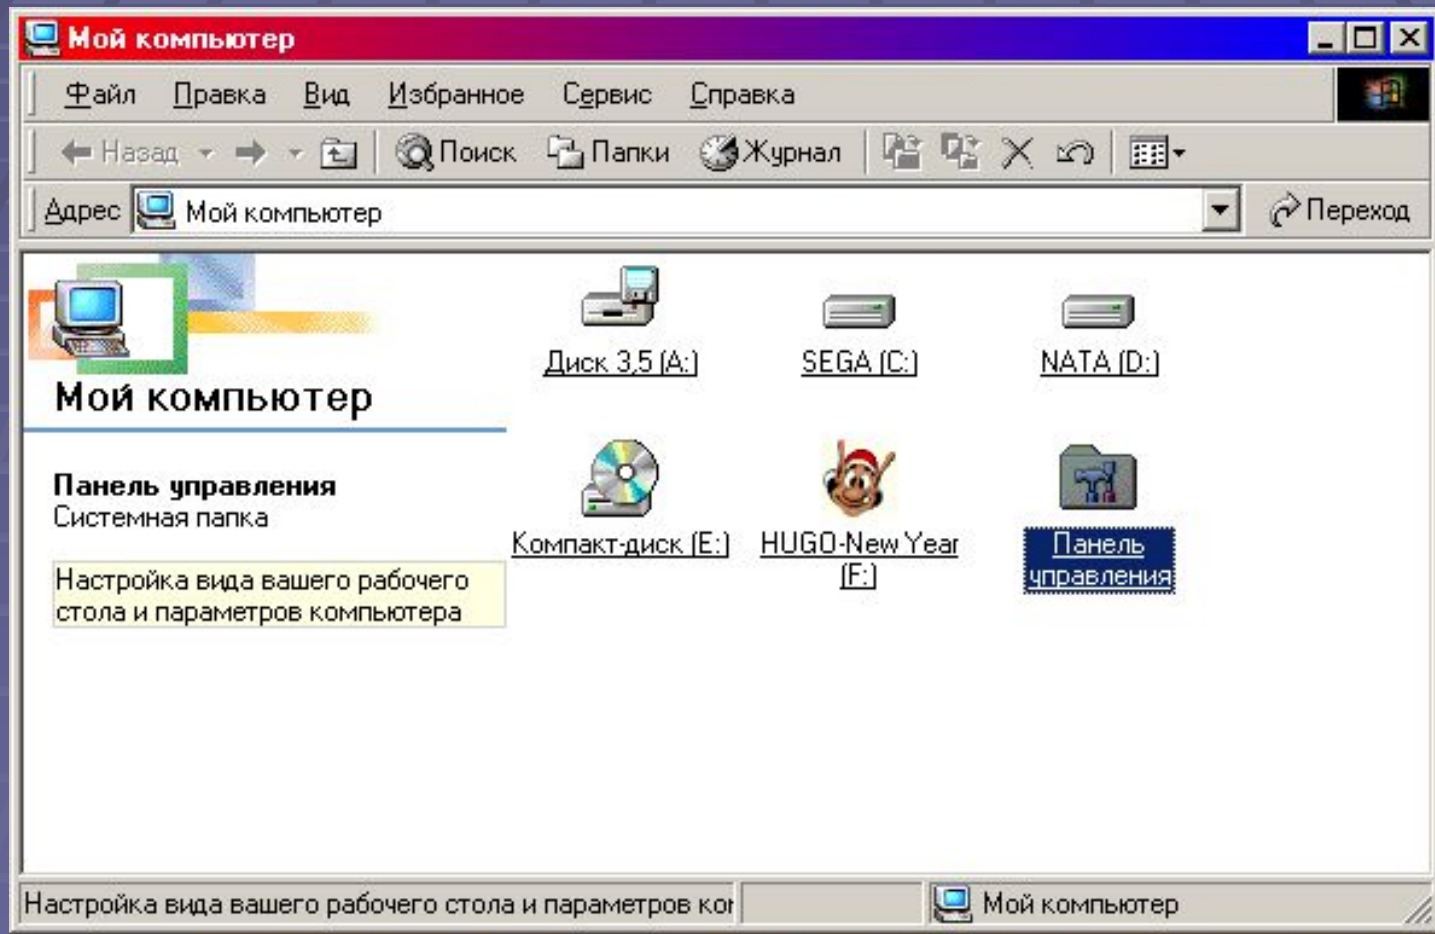 Мой компьютер
Файл Правка Вид Избранное Сервис Справка
Назад Поиск Папки Журнал
Адрес Мой компьютер Переход
Диск 3,5 (A:) SEGA (C:) NATA (D:)
Мой компьютер
Панель управления
Системная папка
Компакт-диск (E:) HUGO-New Year (F:) Панель управления
Настройка вида вашего рабочего
стола и параметров компьютера
Настройка вида вашего рабочего стола и параметров ког Мой компьютер